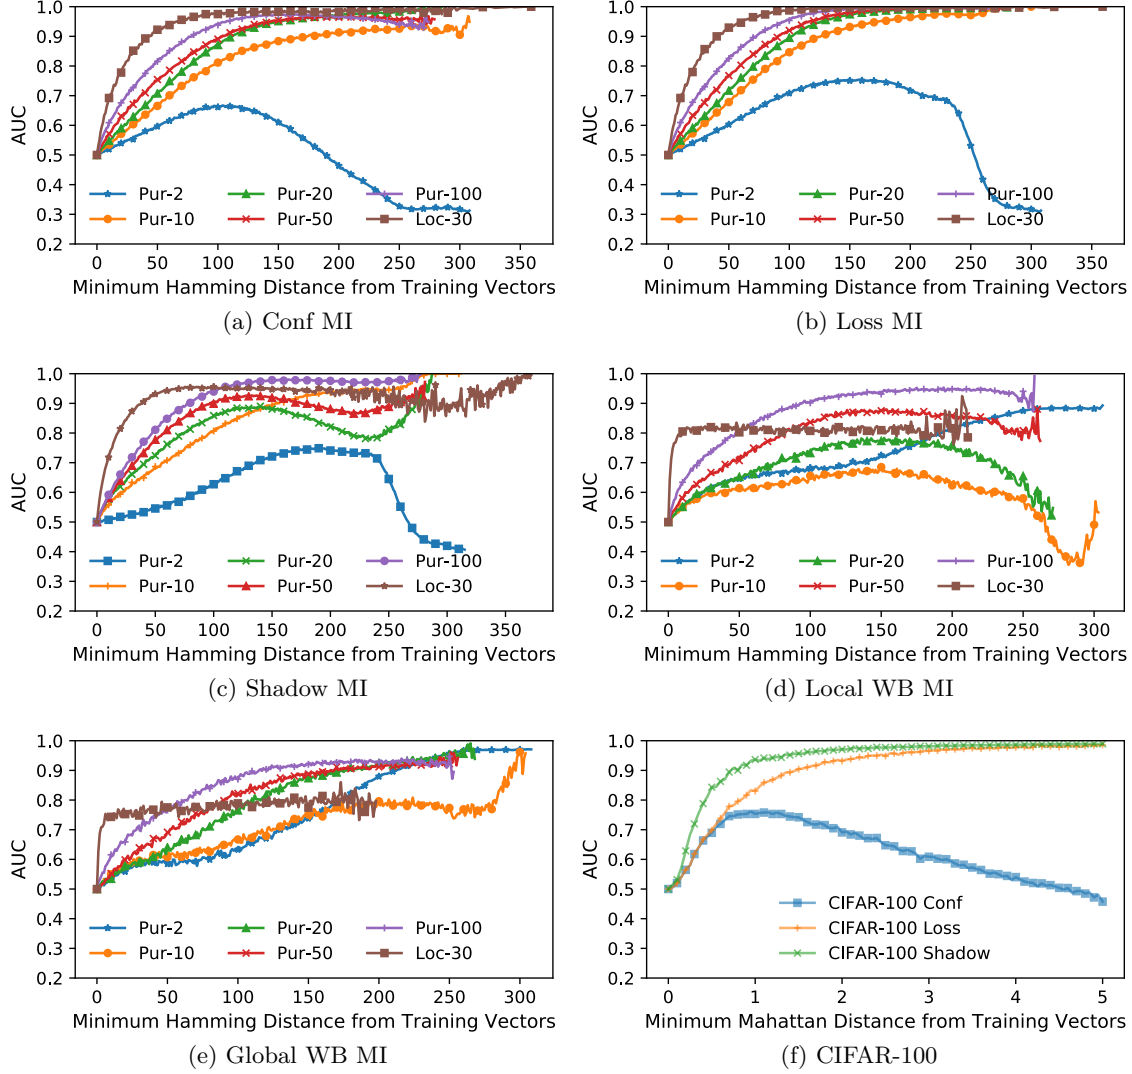 1.0
0.9
0.8
0.7
0.6
0.5
0.4
0.3
0.2
AUC
Pur-2 Pur-20 Pur-100
Pur-10 Pur-50 Loc-30
0 50 100 150 200 250 300 350
Minimum Hamming Distance from Training Vectors
(a) Conf MI
1.0
0.9
0.8
0.7
0.6
0.5
0.4
0.3
0.2
AUC
Pur-2 Pur-20 Pur-100
Pur-10 Pur-50 Loc-30
0 50 100 150 200 250 300 350
Minimum Hamming Distance from Training Vectors
(b) Loss MI
1.0
0.9
0.8
0.7
0.6
0.5
0.4
0.3
0.2
AUC
Pur-2 Pur-20 Pur-100
Pur-10 Pur-50 Loc-30
0 50 100 150 200 250 300 350
Minimum Hamming Distance from Training Vectors
(c) Shadow MI
1.0
0.9
0.8
0.7
0.6
0.5
0.4
0.3
0.2
AUC
Pur-2 Pur-20 Pur-100
Pur-10 Pur-50 Loc-30
0 50 100 150 200 250 300
Minimum Hamming Distance from Training Vectors
(d) Local WB MI
1.0
0.9
0.8
0.7
0.6
0.5
0.4
0.3
0.2
AUC
Pur-2 Pur-20 Pur-100
Pur-10 Pur-50 Loc-30
0 50 100 150 200 250 300
Minimum Hamming Distance from Training Vectors
(e) Global WB MI
1.0
0.9
0.8
0.7
0.6
0.5
0.4
0.3
0.2
AUC
CIFAR-100 Conf
CIFAR-100 Loss
CIFAR-100 Shadow
0 1 2 3 4 5
Minimum Mahattan Distance from Training Vectors
(f) CIFAR-100